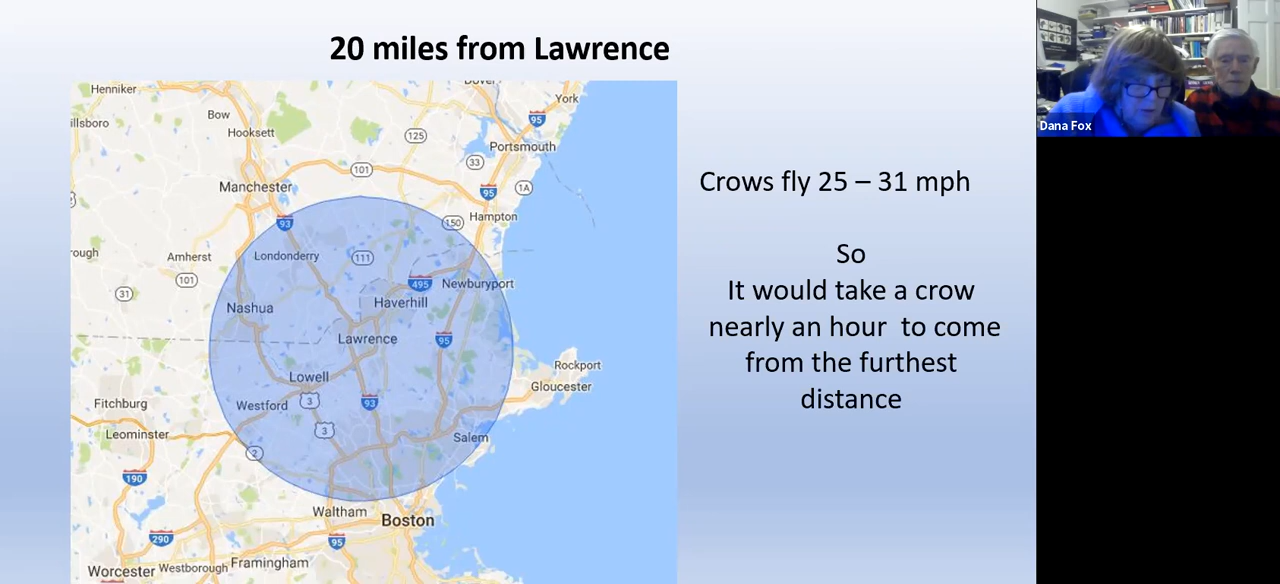 20 miles from Lawrence
Dover
Henniker
York
95
Bow
illsboro
Hooksett
125
Portsmouth
33
101
Manchester
95
1A
93
150
Hampton
rough
Amherst
Londonderry
111
101
495
Newburyport
31
Nashua
Haverhill
Lawrence
95
Rockport
Lowell
Gloucester
Fitchburg
Westford
3
93
3
Leominster
Salem
2
190
Waltham
Boston
290
95
Framingham
Worcester
Westborough
Crows fly 25 – 31 mph
So
It would take a crow
nearly an hour to come
from the furthest
distance
Dana Fox